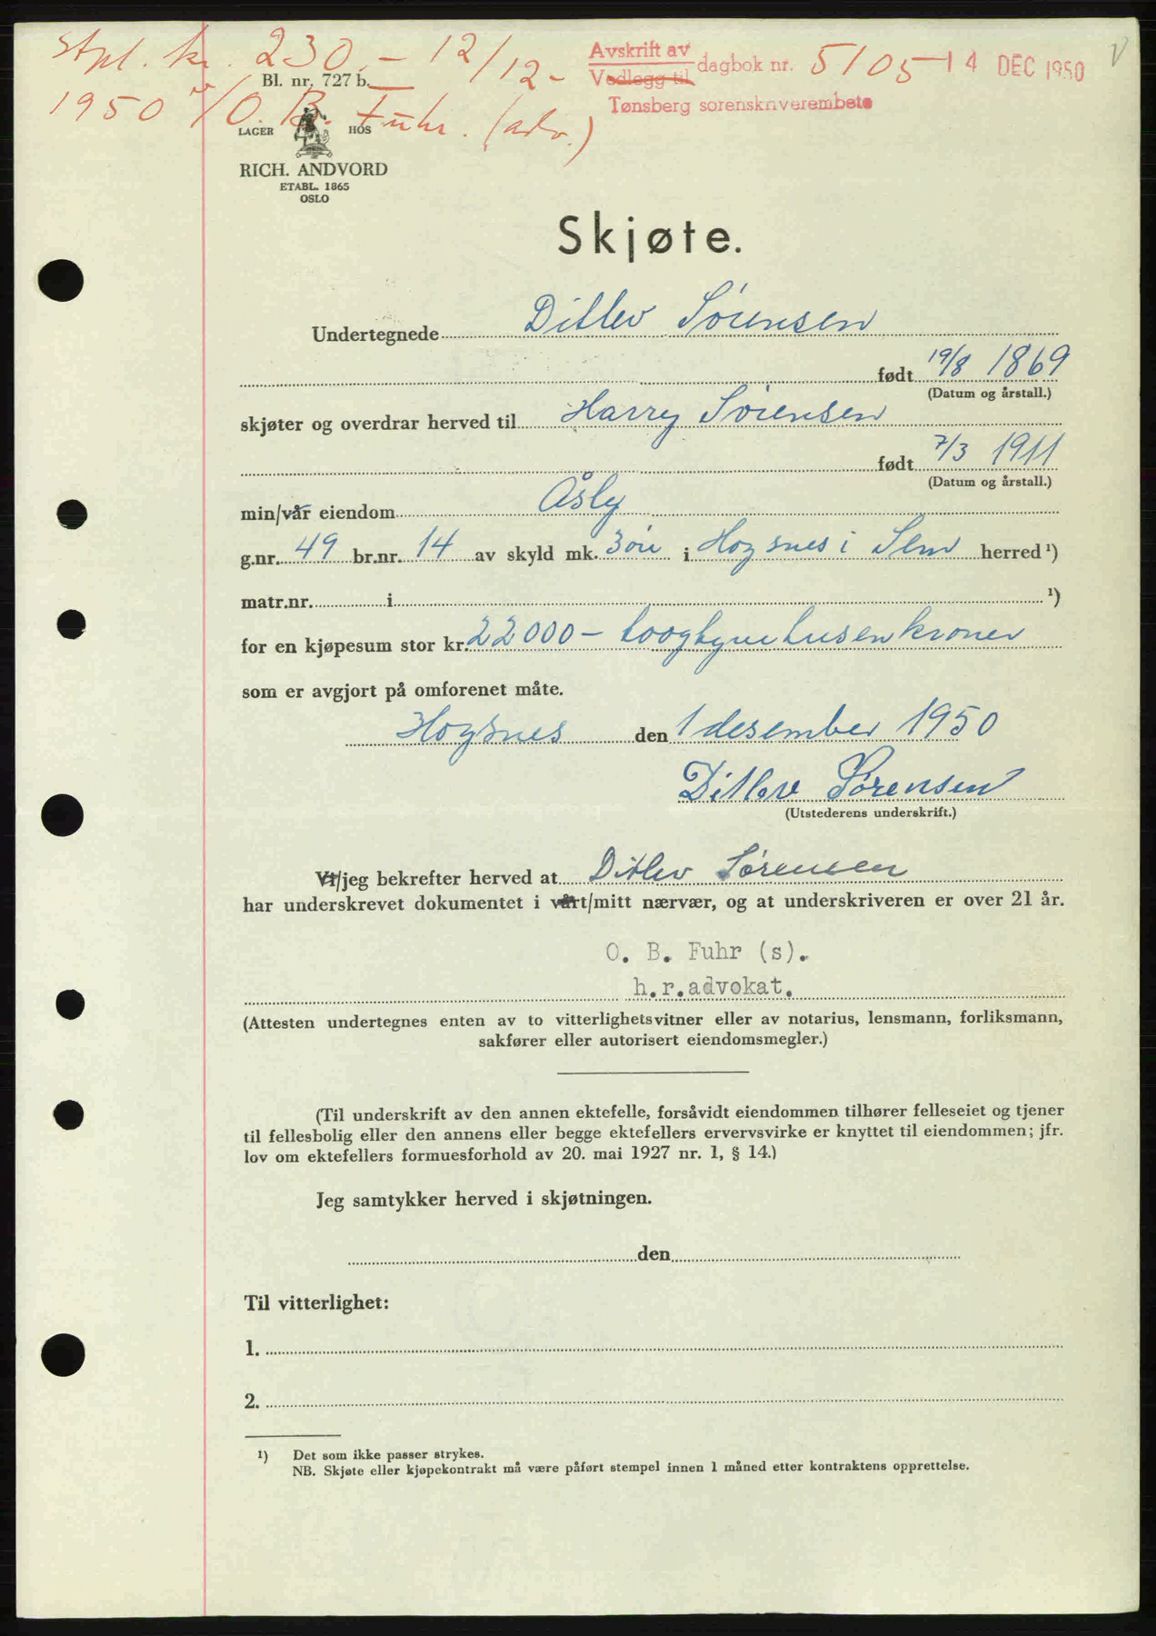 stpl. kr. 230.- 12/12-
1950 v/O. B. Fuhr. (adv.)
Avskrift av
Vedlegg til
dagbok nr. 5105 - 14 DEC 1950
Tønsberg sorenskriverembete
V
Bl. nr. 727 b.
LAGER HOS
RICH. ANDVORD
ETABL. 1865
OSLO
Skjøte.
Undertegnede Ditlev Sørensen
født 19/8 1869
(Datum og årstall.)
skjøter og overdrar herved til Harry Sørensen
født 7/3 1911
(Datum og årstall.)
min/vår eiendom Åsly
g.nr. 49 br.nr. 14 av skyld mk. 3 øre i Hogsnes i Sem herred ¹)
matr.nr. i ¹)
for en kjøpesum stor kr. 22000 - toogtyvetusenkroner
som er avgjort på omforenet måte.
Hogsnes den 1 desember 1950
Ditlev Sørensen
(Utstederens underskrift.)
Vi/jeg bekrefter herved at Ditlev Sørensen
har underskrevet dokumentet i vårt/mitt nærvær, og at underskriveren er over 21 år.
O. B. Fuhr (s).
h.r.advokat.
(Attesten undertegnes enten av to vitterlighetsvitner eller av notarius, lensmann, forliksmann,
sakfører eller autorisert eiendomsmegler.)
(Til underskrift av den annen ektefelle, forsåvidt eiendommen tilhører felleseiet og tjener
til fellesbolig eller den annens eller begge ektefellers ervervsvirke er knyttet til eiendommen; jfr.
lov om ektefellers formuesforhold av 20. mai 1927 nr. 1, § 14.)
Jeg samtykker herved i skjøtningen.
den
Til vitterlighet:
1.
2.
¹) Det som ikke passer strykes.
NB. Skjøte eller kjøpekontrakt må være påført stempel innen 1 måned etter kontraktens opprettelse.